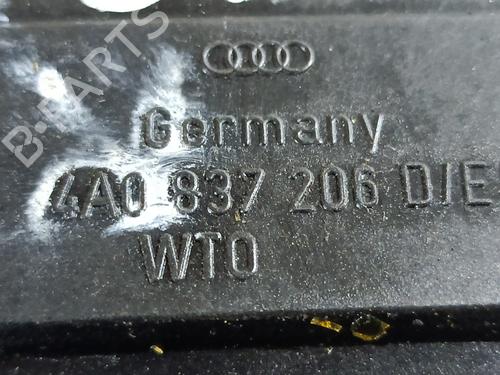 B-PARTS
Germany
4A0 837 206 D/E
WTO